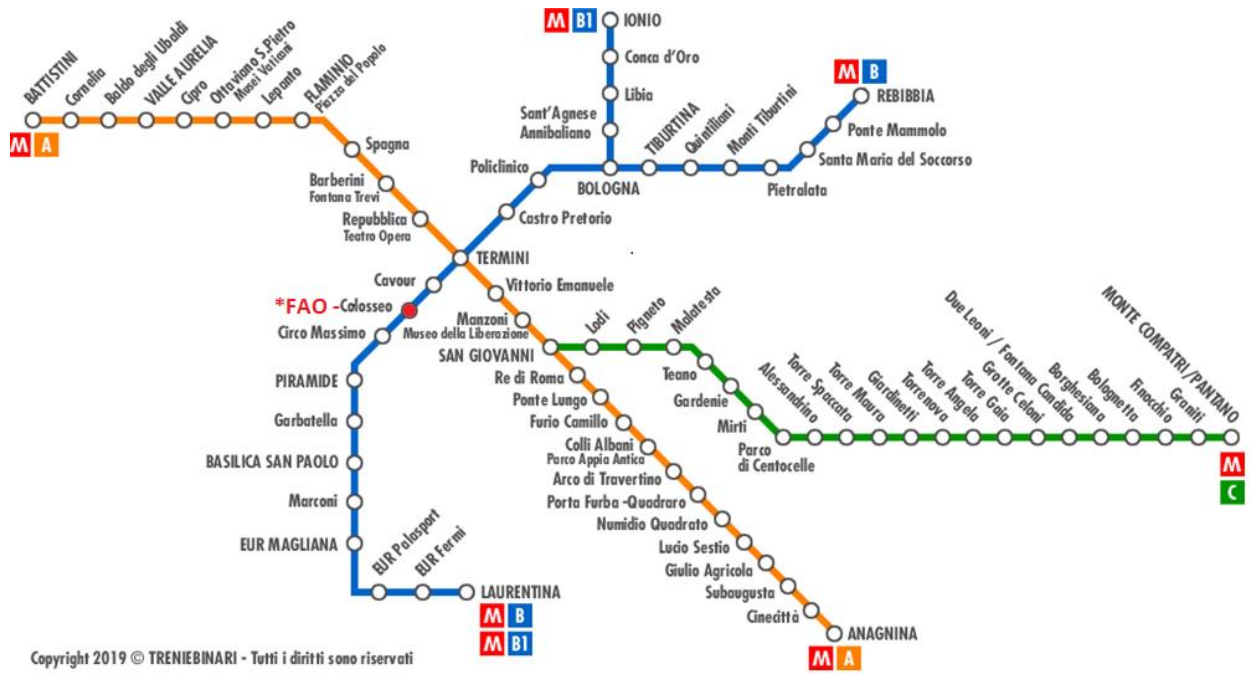 M B1 IONIO
Conca d'Oro
Libia
Sant'Agnese
Annibaliano
BOLOGNA
M B
REBIBBIA
Ponte Mammolo
Santa Maria del Soccorso
Pietralata
Monti Tiburtini
Quintiliani
TIBURTINA
Policlinico
Castro Pretorio
BATTISTINI
Cornelia
Baldo degli Ubaldi
VALLE AURELIA
Cipro
Ottaviano S.Pietro
Musei Vatiani
Lepanto
FLAMINIO
Piazza del Popolo
M A
Spagna
Barberini
Fontana Trevi
Repubblica
Teatro Opera
TERMINI
Cavour
*FAO - Colosseo
Circo Massimo
PIRAMIDE
Garbatella
BASILICA SAN PAOLO
Marconi
EUR MAGLIANA
EUR Palasport
EUR Fermi
LAURENTINA
M B
M B1
Vittorio Emanuele
Manzoni
Museo della Liberazione
SAN GIOVANNI
Re di Roma
Ponte Lungo
Furio Camillo
Colli Albani
Parco Appia Antica
Arco di Travertino
Porta Furba -Quadraro
Numidio Quadrato
Lucio Sestio
Giulio Agricola
Subaugusta
Cinecittà
ANAGNINA
M A
Lodi
Pigneto
Malatesta
Teano
Gardenie
Mirti
Parco
di Centocelle
Alessandrino
Torre Spaccata
Torre Maura
Giardinetti
Torrenova
Torre Angela
Torre Gaia
Grotte Celoni
Due Leoni / Fontana Candida
Borghesiana
Bolognetta
Finocchio
Graniti
MONTE COMPATRI/PANTANO
M
C
Copyright 2019 © TRENIEBINARI - Tutti i diritti sono riservati